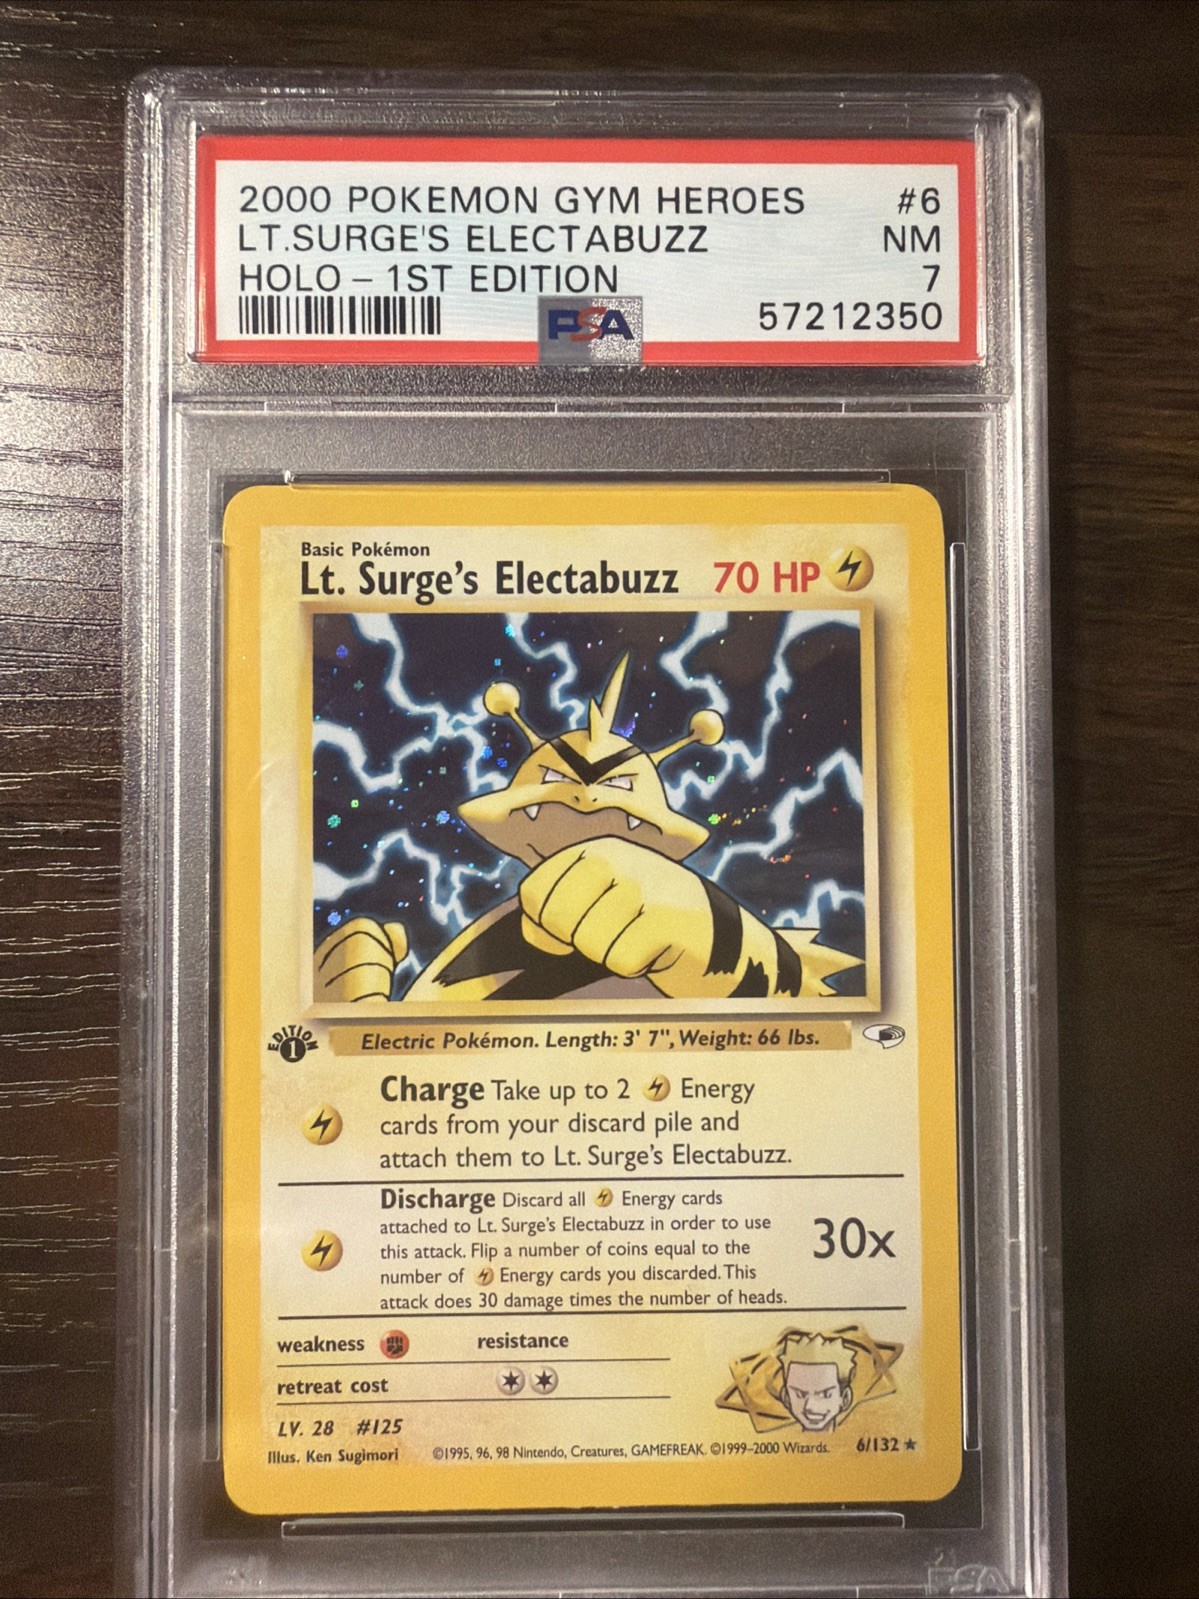 2000 POKEMON GYM HEROES #6
LT.SURGE'S ELECTABUZZ NM
HOLO – 1ST EDITION 7
PSA 57212350
Basic Pokémon
Lt. Surge's Electabuzz 70 HP
EDITION 1
Electric Pokémon. Length: 3' 7", Weight: 66 lbs.
Charge Take up to 2 Energy
cards from your discard pile and
attach them to Lt. Surge's Electabuzz.
Discharge Discard all Energy cards
attached to Lt. Surge's Electabuzz in order to use
this attack. Flip a number of coins equal to the
number of Energy cards you discarded. This
attack does 30 damage times the number of heads.
30x
weakness resistance
retreat cost
LV. 28 #125
Illus. Ken Sugimori ©1995, 96, 98 Nintendo, Creatures, GAMEFREAK. ©1999–2000 Wizards. 6/132 ★
PSA